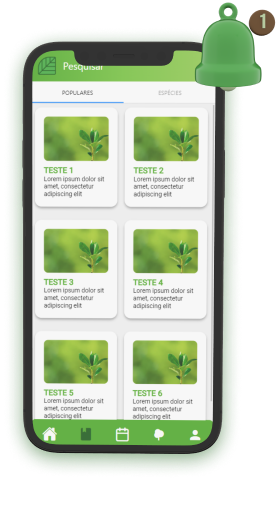 1
Pesquisar
POPULARES
ESPÉCIES
TESTE 1
Lorem ipsum dolor sit
amet, consectetur
adipiscing elit
TESTE 2
Lorem ipsum dolor sit
amet, consectetur
adipiscing elit
TESTE 3
Lorem ipsum dolor sit
amet, consectetur
adipiscing elit
TESTE 4
Lorem ipsum dolor sit
amet, consectetur
adipiscing elit
TESTE 5
Lorem ipsum dolor sit
amet, consectetur
adipiscing elit
TESTE 6
Lorem ipsum dolor sit
amet, consectetur
adipiscing elit